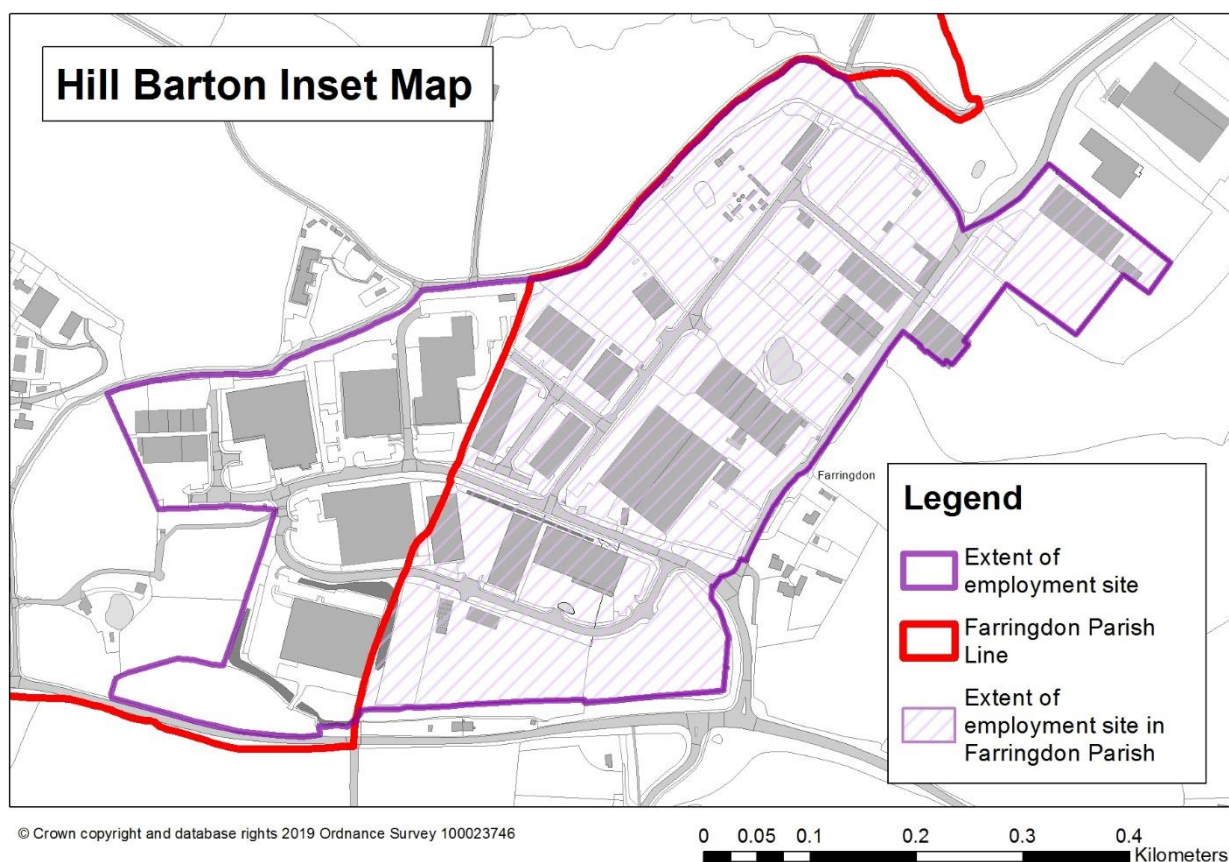 Hill Barton Inset Map
Farringdon
Legend
Extent of
employment site
Farringdon Parish
Line
Extent of
employment site in
Farringdon Parish
© Crown copyright and database rights 2019 Ordnance Survey 100023746
0 0.05 0.1 0.2 0.3 0.4
Kilometers